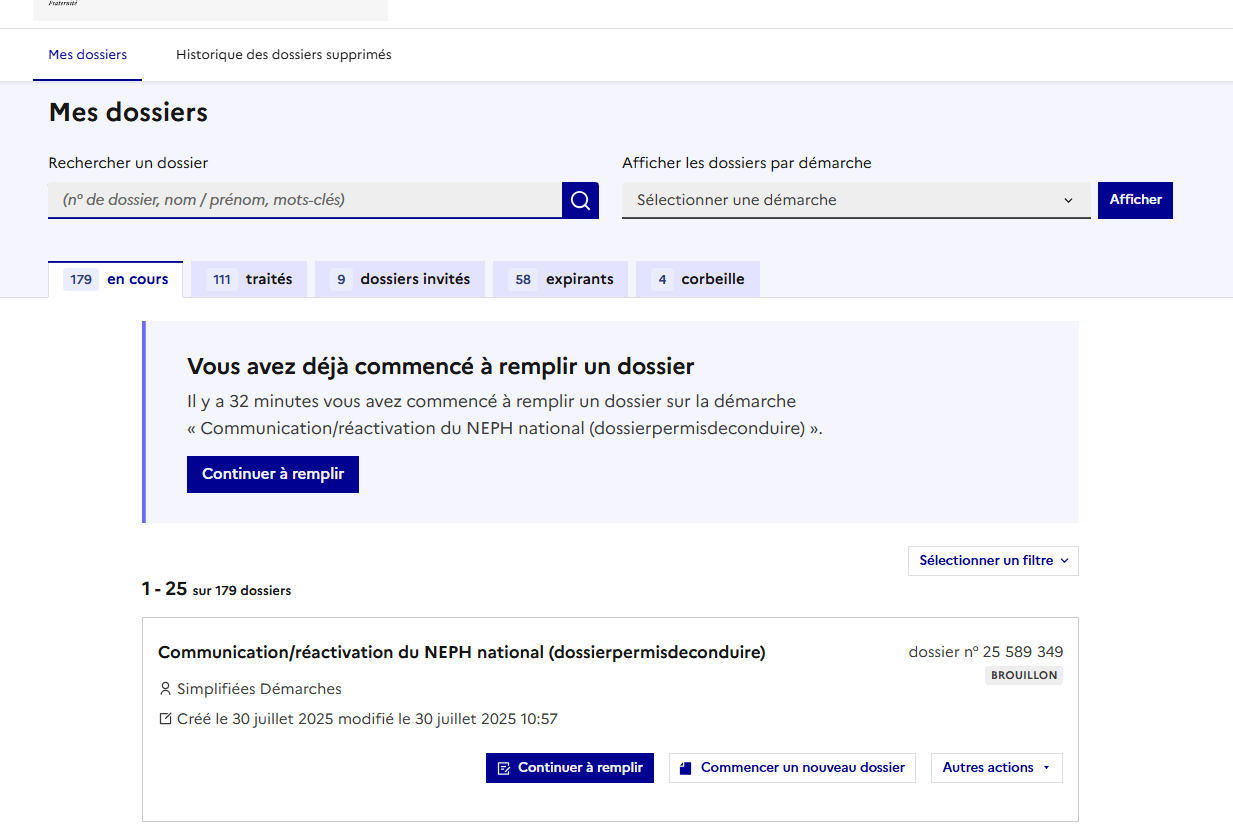 Fraternité
Mes dossiers
Historique des dossiers supprimés
Mes dossiers
Rechercher un dossier
Afficher les dossiers par démarche
(nº de dossier, nom / prénom, mots-clés)
Sélectionner une démarche
Afficher
179 en cours
111 traités
9 dossiers invités
58 expirants
4 corbeille
Vous avez déjà commencé à remplir un dossier
Il y a 32 minutes vous avez commencé à remplir un dossier sur la démarche
« Communication/réactivation du NEPH national (dossierpermisdeconduire) ».
Continuer à remplir
Sélectionner un filtre
1 - 25 sur 179 dossiers
Communication/réactivation du NEPH national (dossierpermisdeconduire)
dossier nº 25 589 349
BROUILLON
Simplifiées Démarches
Créé le 30 juillet 2025 modifié le 30 juillet 2025 10:57
Continuer à remplir
Commencer un nouveau dossier
Autres actions